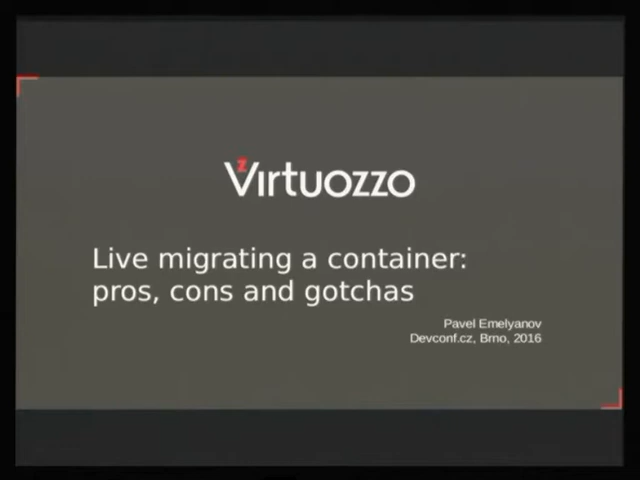 Virtuozzo
Live migrating a container:
pros, cons and gotchas
Pavel Emelyanov
Devconf.cz, Brno, 2016